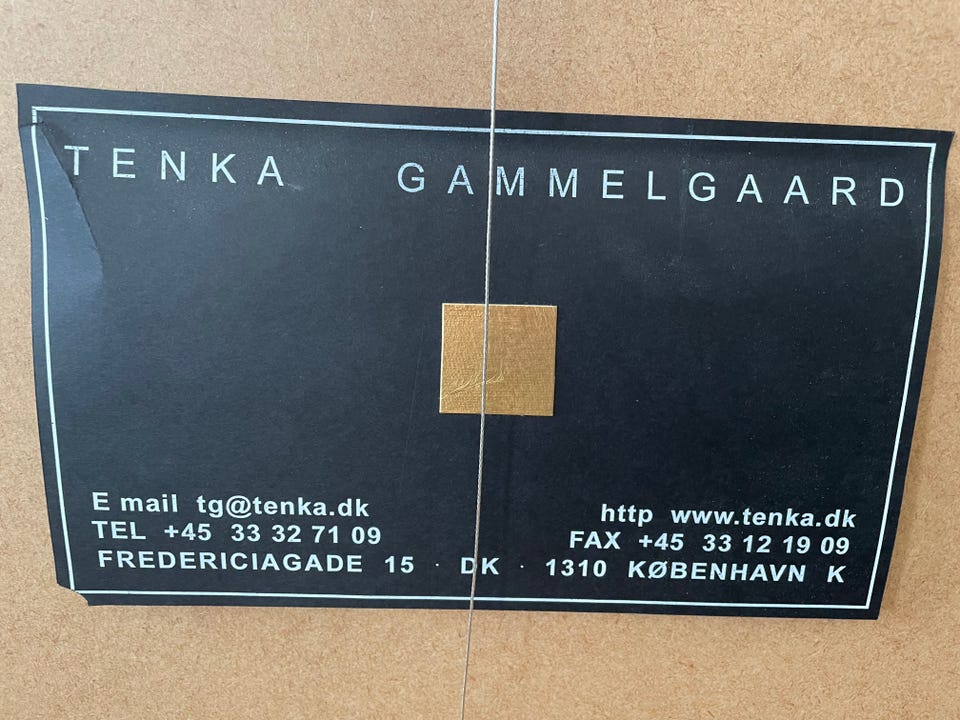 TENKA GAMMELGAARD
E mail tg@tenka.dk
TEL +45 33 32 71 09
http www.tenka.dk
FAX +45 33 12 19 09
FREDERICIAGADE 15 · DK · 1310 KØBENHAVN K